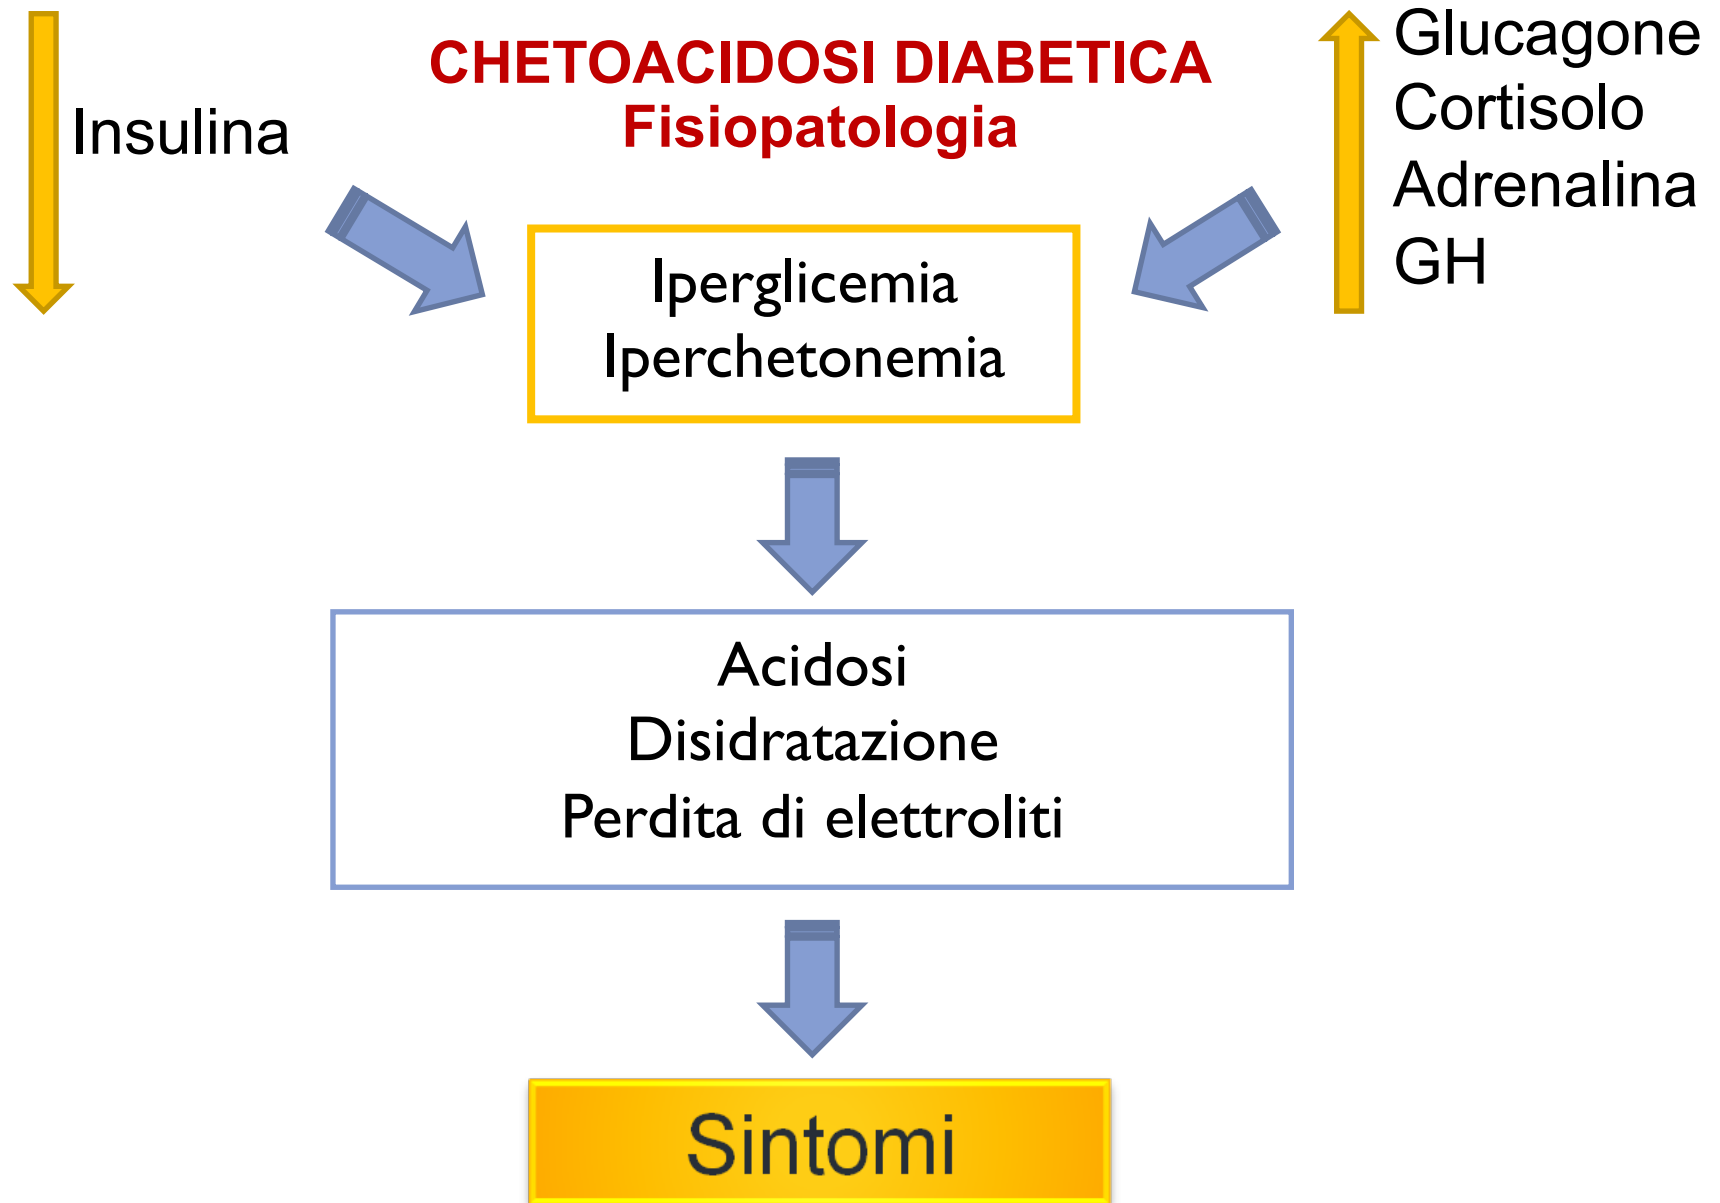 CHETOACIDOSI DIABETICA
Fisiopatologia
Insulina
Glucagone
Cortisolo
Adrenalina
GH
Iperglicemia
Iperchetonemia
Acidosi
Disidratazione
Perdita di elettroliti
Sintomi